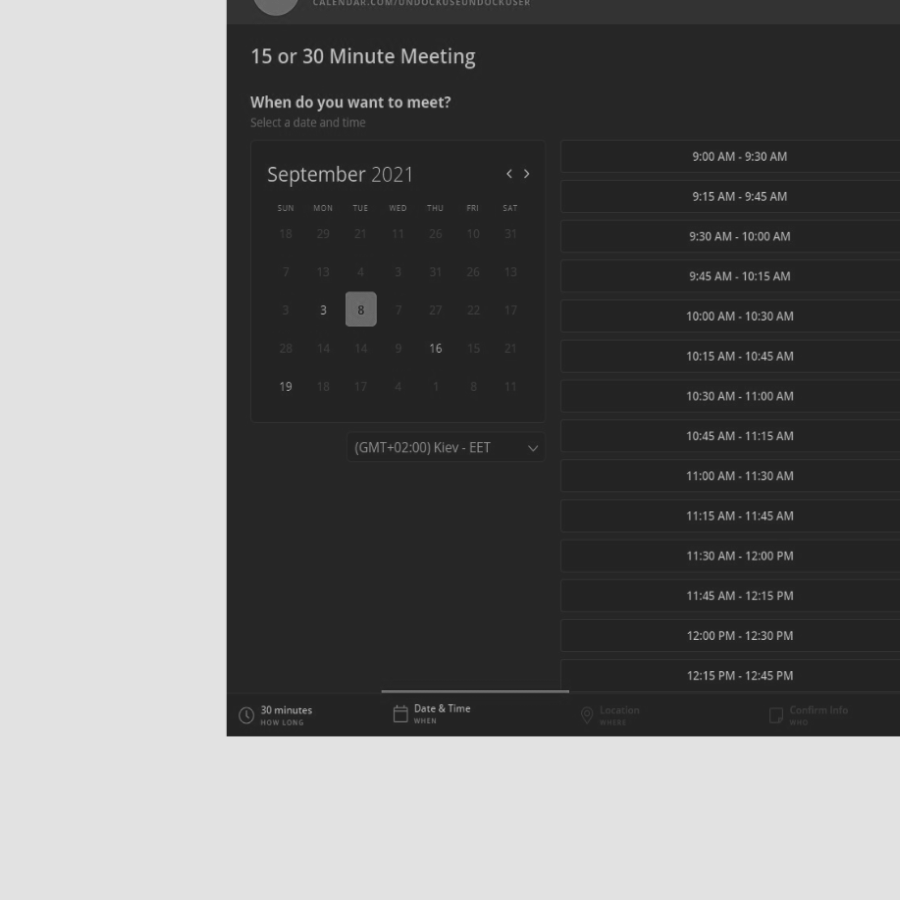 CALENDAR.COM/UNDOCKUSEUNDOCKUSER
15 or 30 Minute Meeting
When do you want to meet?
Select a date and time
September 2021
SUN MON TUE WED THU FRI SAT
18 29 21 11 26 10 31
7 13 4 3 31 26 13
3 3 8 7 27 22 17
28 14 14 9 16 15 21
19 18 17 4 1 8 11
(GMT+02:00) Kiev - EET
9:00 AM - 9:30 AM
9:15 AM - 9:45 AM
9:30 AM - 10:00 AM
9:45 AM - 10:15 AM
10:00 AM - 10:30 AM
10:15 AM - 10:45 AM
10:30 AM - 11:00 AM
10:45 AM - 11:15 AM
11:00 AM - 11:30 AM
11:15 AM - 11:45 AM
11:30 AM - 12:00 PM
11:45 AM - 12:15 PM
12:00 PM - 12:30 PM
12:15 PM - 12:45 PM
30 minutes
HOW LONG
Date & Time
WHEN
Location
WHERE
Confirm Info
WHO